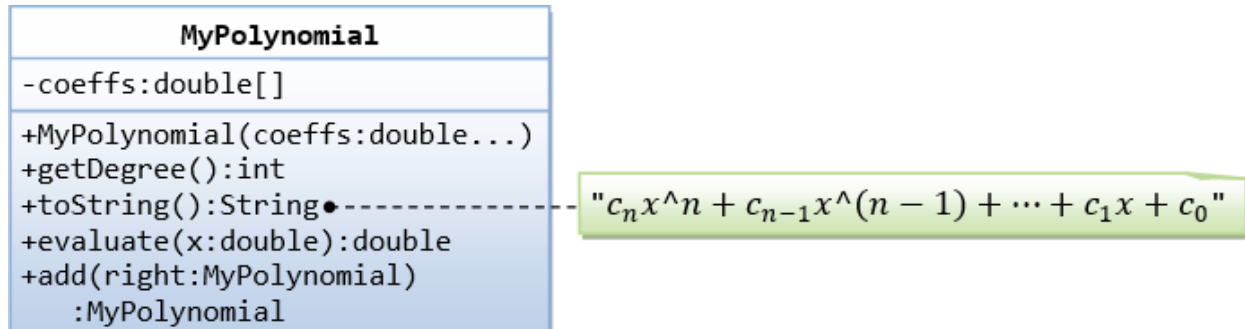 MyPolynomial
-coeffs:double[]
+MyPolynomial(coeffs:double...)
+getDegree():int
+toString():String
"cₙx^n + cₙ₋₁x^(n − 1) + ⋯ + c₁x + c₀"
+evaluate(x:double):double
+add(right:MyPolynomial)
:MyPolynomial